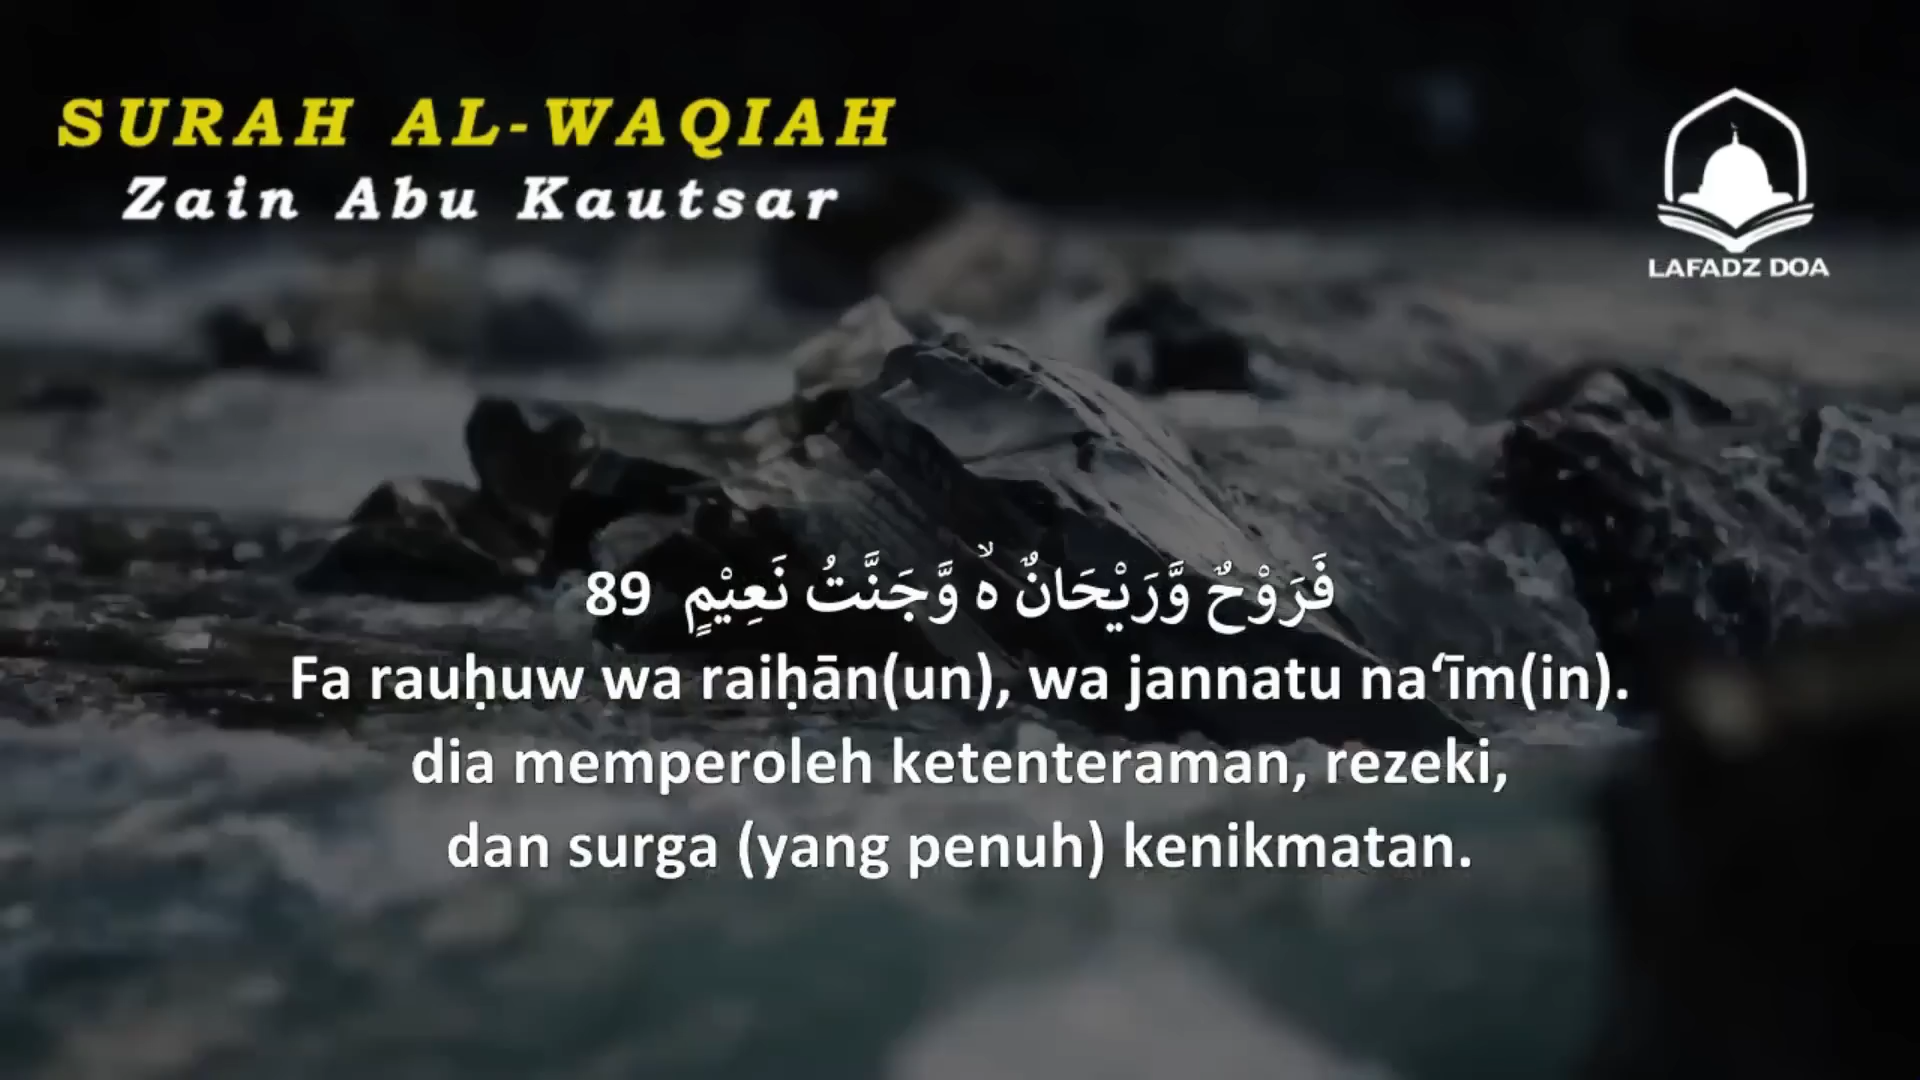 SURAH AL-WAQIAH
Zain Abu Kautsar
LAFADZ DOA
فَرَوْحٌ وَّرَيْحَانٌ ەۙ وَّجَنَّتُ نَعِيْمٍ 89
Fa rauḥuw wa raiḥān(un), wa jannatu na‘īm(in).
dia memperoleh ketenteraman, rezeki,
dan surga (yang penuh) kenikmatan.